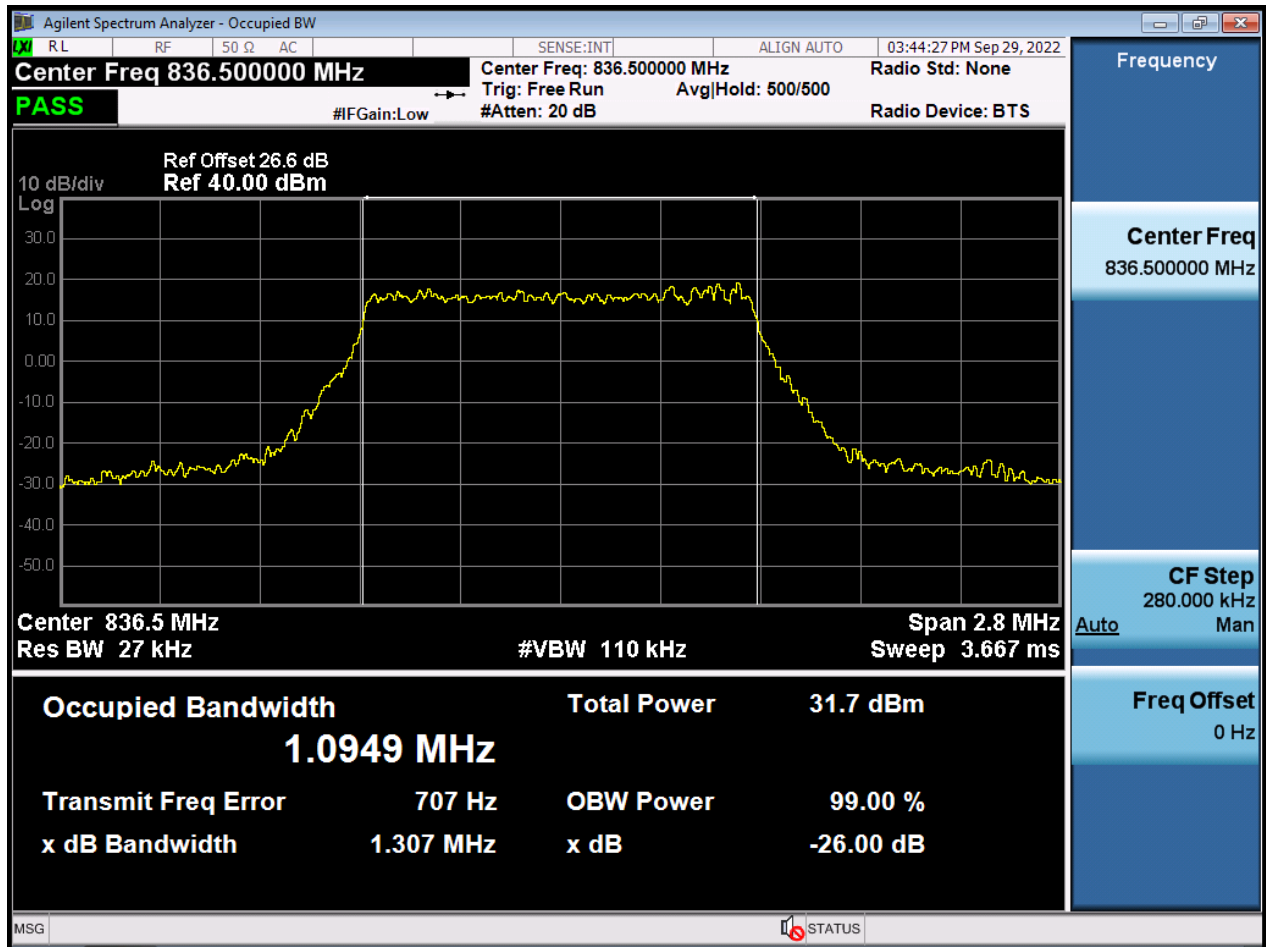 Agilent Spectrum Analyzer - Occupied BW
LXI RL RF 50 Ω AC SENSE:INT ALIGN AUTO 03:44:27 PM Sep 29, 2022
Center Freq 836.500000 MHz
PASS
#IFGain:Low
Center Freq: 836.500000 MHz
Trig: Free Run Avg|Hold: 500/500
#Atten: 20 dB
Radio Std: None
Radio Device: BTS
Ref Offset 26.6 dB
10 dB/div Ref 40.00 dBm
Log
30.0
20.0
10.0
0.00
-10.0
-20.0
-30.0
-40.0
-50.0
Center 836.5 MHz Span 2.8 MHz
Res BW 27 kHz #VBW 110 kHz Sweep 3.667 ms
Occupied Bandwidth Total Power 31.7 dBm
1.0949 MHz
Transmit Freq Error 707 Hz OBW Power 99.00 %
x dB Bandwidth 1.307 MHz x dB -26.00 dB
Frequency
Center Freq
836.500000 MHz
CF Step
280.000 kHz
Auto Man
Freq Offset
0 Hz
MSG STATUS